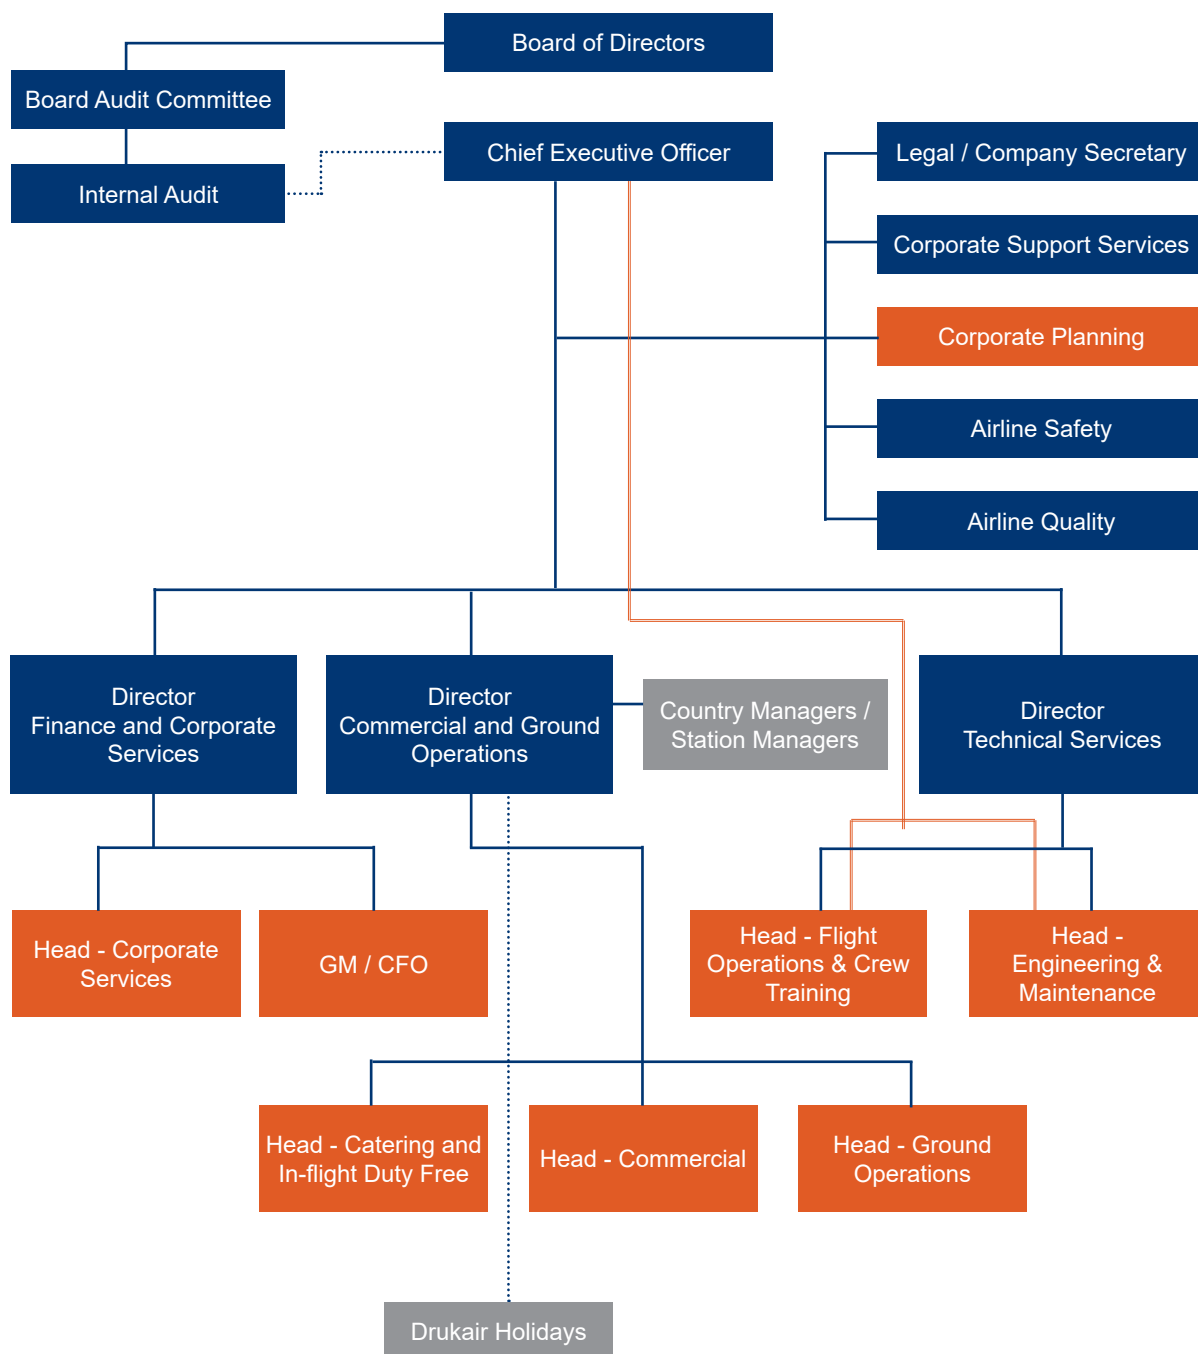 Board of Directors
Board Audit Committee
Chief Executive Officer
Legal / Company Secretary
Internal Audit
Corporate Support Services
Corporate Planning
Airline Safety
Airline Quality
Director
Finance and Corporate
Services
Director
Commercial and Ground
Operations
Country Managers /
Station Managers
Director
Technical Services
Head - Corporate
Services
GM / CFO
Head - Flight
Operations & Crew
Training
Head -
Engineering &
Maintenance
Head - Catering and
In-flight Duty Free
Head - Commercial
Head - Ground
Operations
Drukair Holidays